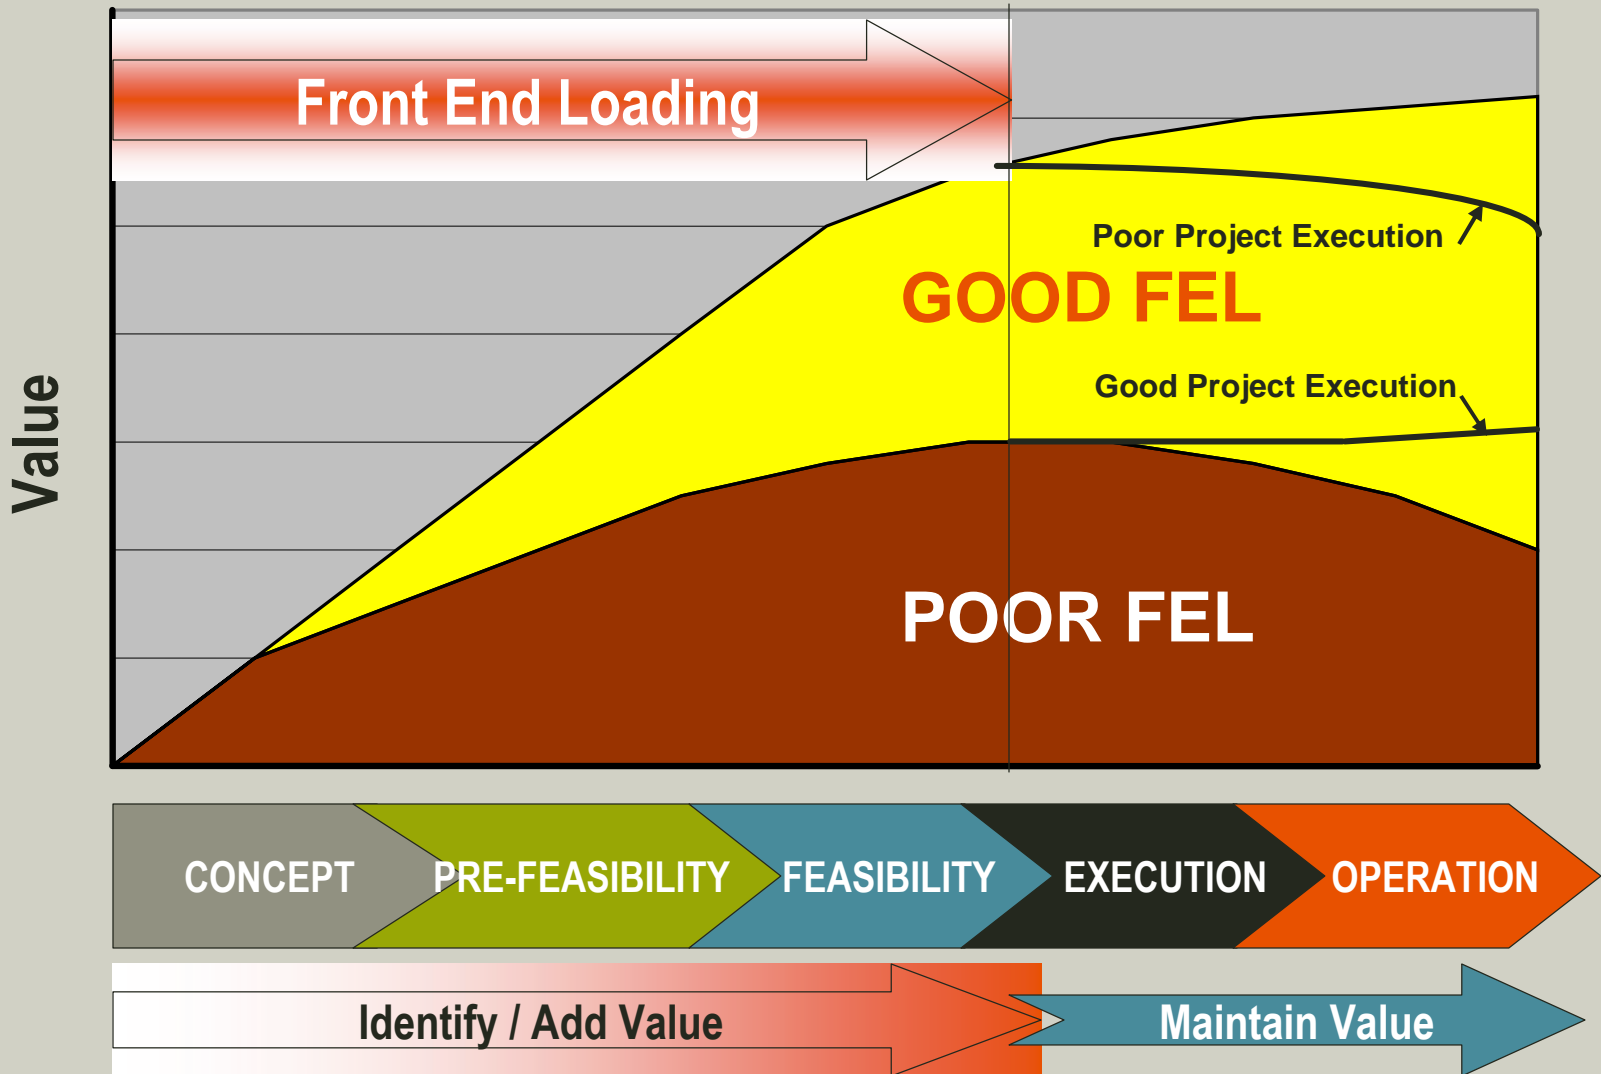 Front End Loading
Poor Project Execution
GOOD FEL
Good Project Execution
Value
POOR FEL
CONCEPT
PRE-FEASIBILITY
FEASIBILITY
EXECUTION
OPERATION
Identify / Add Value
Maintain Value